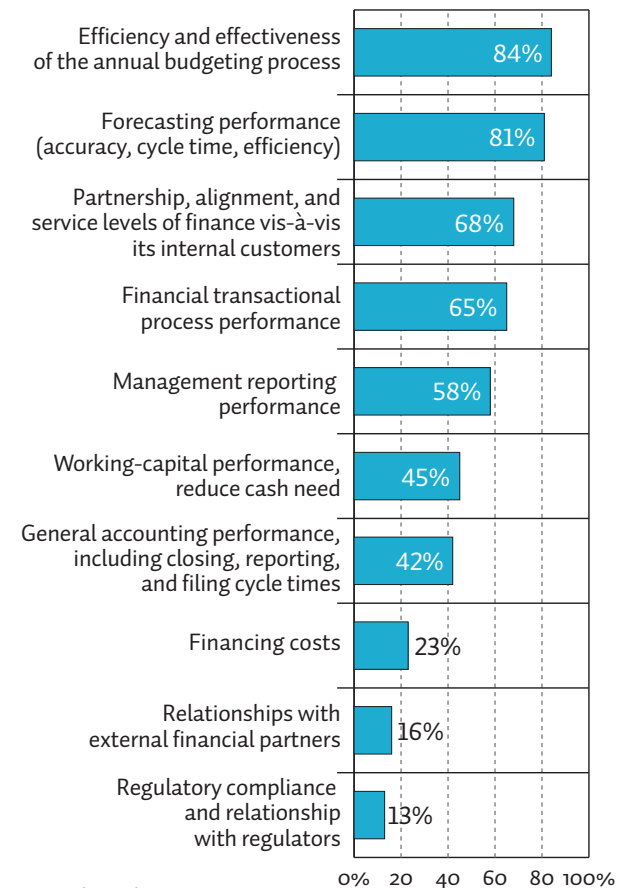 Efficiency and effectiveness
of the annual budgeting process
84%
Forecasting performance
(accuracy, cycle time, efficiency)
81%
Partnership, alignment, and
service levels of finance vis-à-vis
its internal customers
68%
Financial transactional
process performance
65%
Management reporting
performance
58%
Working-capital performance,
reduce cash need
45%
General accounting performance,
including closing, reporting,
and filing cycle times
42%
Financing costs
23%
Relationships with
external financial partners
16%
Regulatory compliance
and relationship
with regulators
13%
0% 20 40 60 80 100%